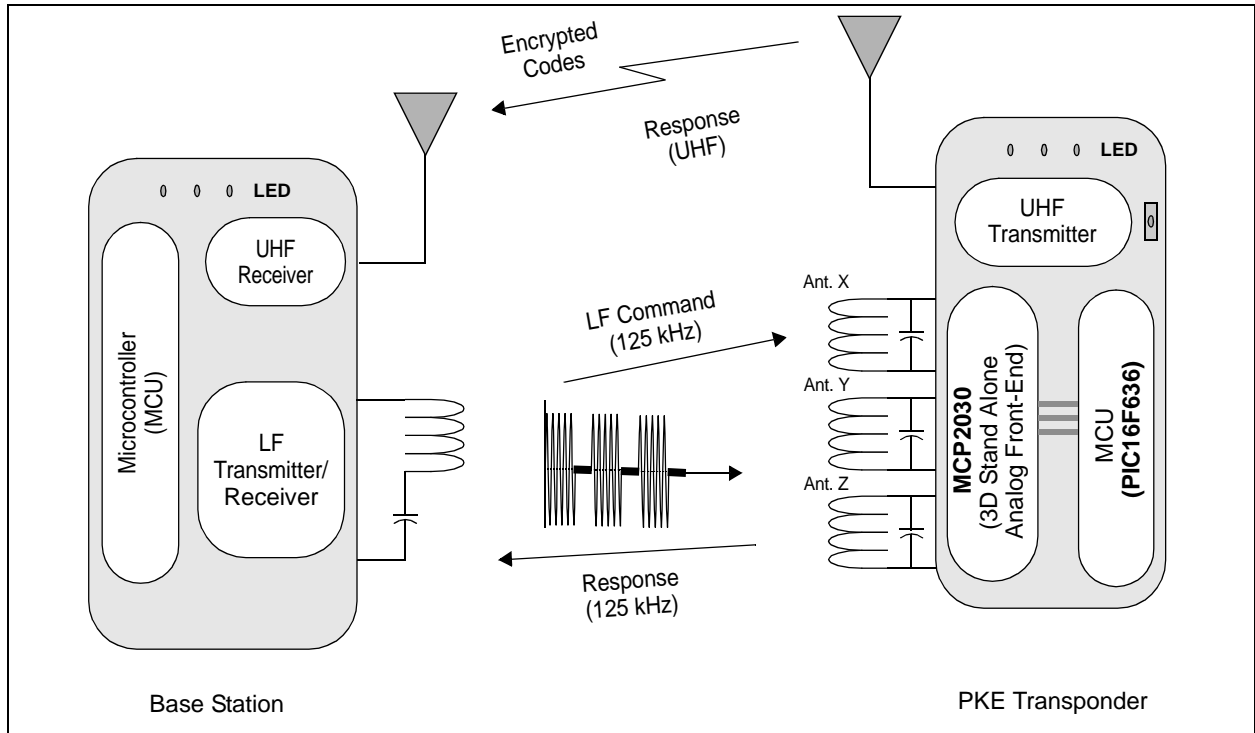 Encrypted
Codes
Response
(UHF)
LED
UHF
Receiver
Microcontroller
(MCU)
LF
Transmitter/
Receiver
Base Station
LF Command
(125 kHz)
Response
(125 kHz)
LED
UHF
Transmitter
Ant. X
Ant. Y
Ant. Z
MCP2030
(3D Stand Alone
Analog Front-End)
MCU
(PIC16F636)
PKE Transponder